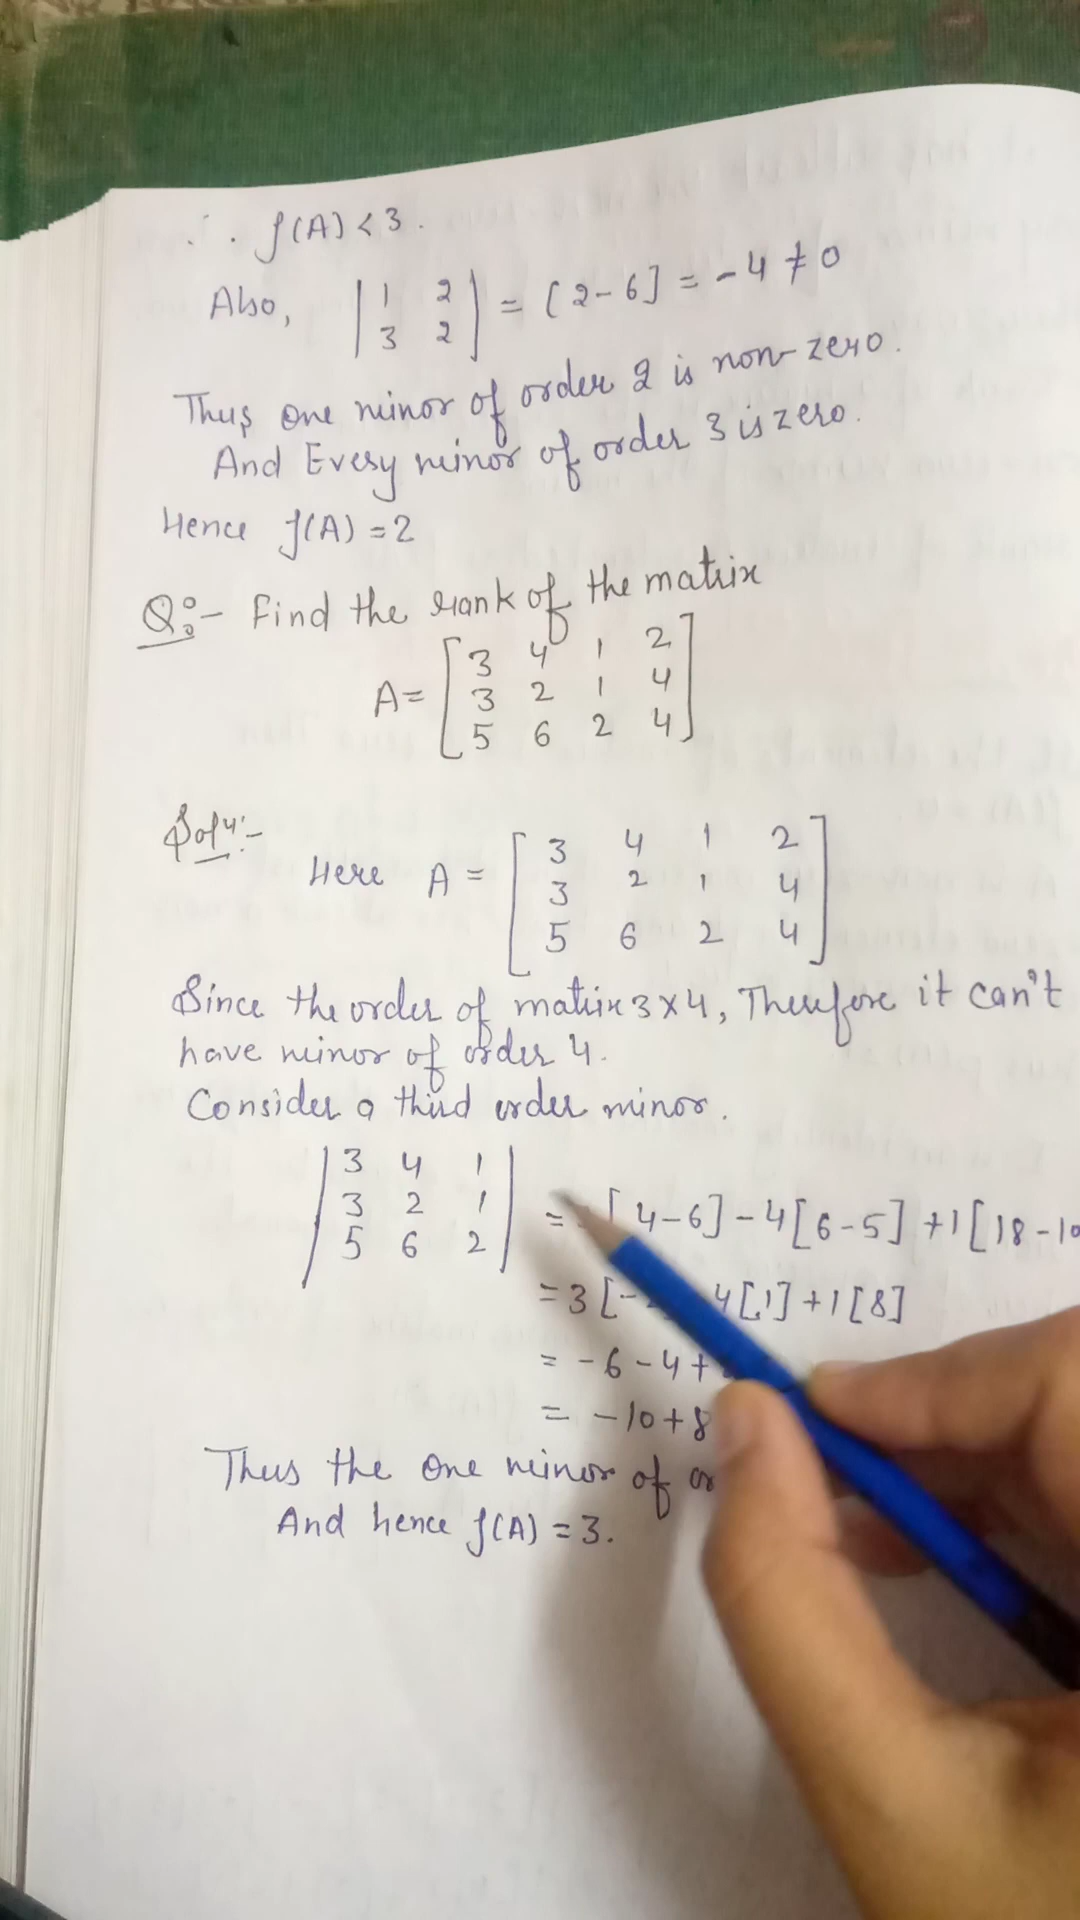 ∴ ρ(A) < 3.
Also, | 1 2 | = [2-6] = -4 ≠ 0
| 3 2 |
Thus one minor of order 2 is non-zero.
And Every minor of order 3 is zero.
Hence ρ(A) = 2
Q:- Find the rank of the matrix
A = [ 3 4 1 2
3 2 1 4
5 6 2 4 ]
Solⁿ:-
Here A = [ 3 4 1 2
3 2 1 4
5 6 2 4 ]
Since the order of matrix 3×4, Therefore it can't
have minor of order 4.
Consider a third order minor.
| 3 4 1 |
| 3 2 1 | = [4-6] -4[6-5] +1[18-10
| 5 6 2 |
= 3[- 4[1] +1[8]
= -6-4+
= -10+8
Thus the one minor of
And hence ρ(A) = 3.